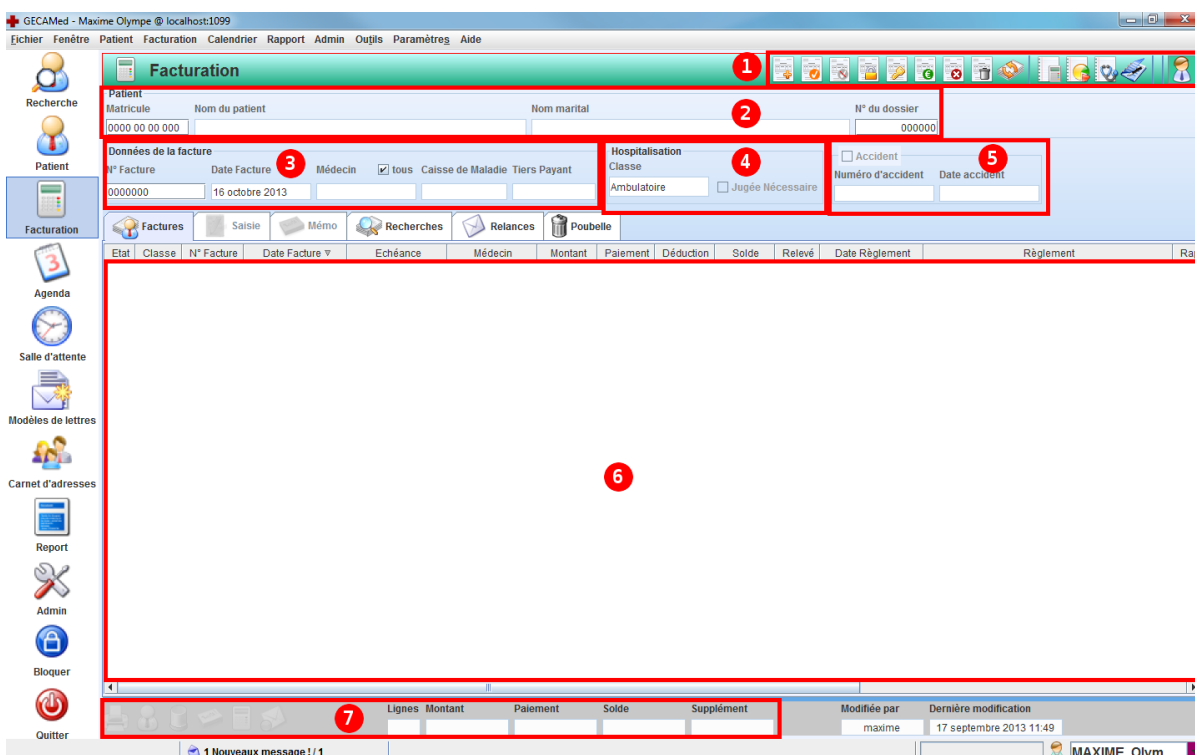 GECAMed - Maxime Olympe @ localhost:1099
Fichier Fenêtre Patient Facturation Calendrier Rapport Admin Outils Paramètres Aide
Recherche
Patient
Facturation
Agenda
Salle d'attente
Modèles de lettres
Carnet d'adresses
Report
Admin
Bloquer
Quitter
Facturation 1
Patient
Matricule Nom du patient Nom marital 2 N° du dossier
0000 00 00 000 000000
Données de la facture 3
N° Facture Date Facture Médecin tous Caisse de Maladie Tiers Payant
0000000 16 octobre 2013
Hospitalisation 4
Classe
Ambulatoire Jugée Nécessaire
Accident 5
Numéro d'accident Date accident
Factures Saisie Mémo Recherches Relances Poubelle
Etat Classe N° Facture Date Facture Echéance Médecin Montant Paiement Déduction Solde Relevé Date Règlement Règlement Ra
6
7 Lignes Montant Paiement Solde Supplément Modifiée par Dernière modification
maxime 17 septembre 2013 11:49
1 Nouveaux message ! / 1 MAXIME Olym